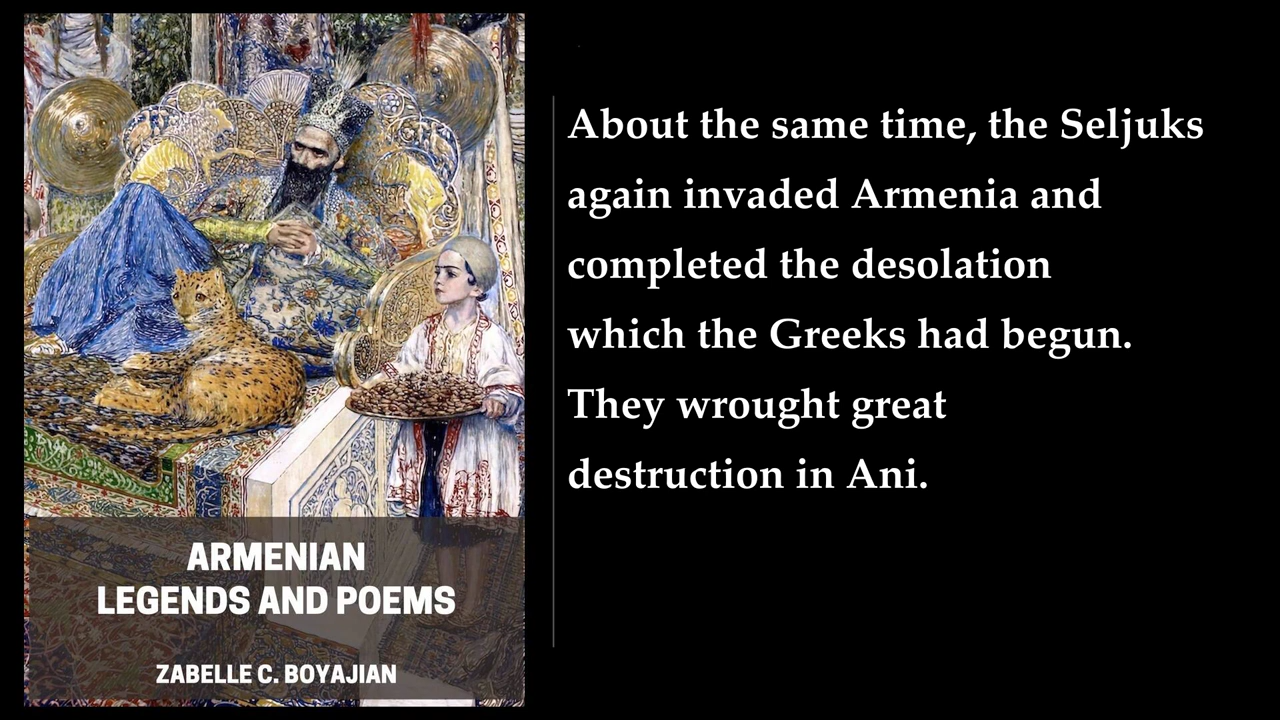 About the same time, the Seljuks
again invaded Armenia and
completed the desolation
which the Greeks had begun.
They wrought great
destruction in Ani.
ARMENIAN
LEGENDS AND POEMS
ZABELLE C. BOYAJIAN